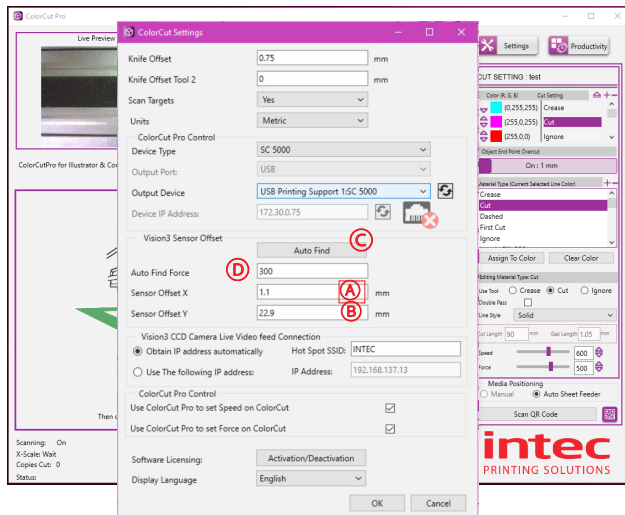 ColorCut Pro
Live Preview
ColorCutPro for Illustrator & Cor
Then c
Scanning: On
X-Scale: Wait
Copies Cut: 0
Status:
ColorCut Settings
Knife Offset 0.75 mm
Knife Offset Tool 2 0 mm
Scan Targets Yes
Units Metric
ColorCut Pro Control
Device Type SC 5000
Output Port: USB
Output Device USB Printing Support 1:SC 5000
Device IP Address: 172.30.0.75
Vision3 Sensor Offset
Auto Find C
Auto Find Force D 300
Sensor Offset X 1.1 A mm
Sensor Offset Y 22.9 B mm
Vision3 CCD Camera Live Video feed Connection
Obtain IP address automatically Hot Spot SSID: INTEC
Use The following IP address: IP Address: 192.168.137.13
ColorCut Pro Control
Use ColorCut Pro to set Speed on ColorCut
Use ColorCut Pro to set Force on ColorCut
Software Licensing: Activation/Deactivation
Display Language English
OK Cancel
Settings Productivity
CUT SETTING : test
Color (R, G, B) Cut Setting
(0,255,255) Crease
(255,0,255) Cut
(255,0,0) Ignore
Object End Point Overcut
On : 1 mm
Material Type (Current Selected Line Color)
Crease
Cut
Dashed
First Cut
Ignore
Assign To Color Clear Color
Editing Material Type: Cut
Use Tool: Crease Cut Ignore
Double Pass
Line Style Solid
Cut Length 90 mm Gap Length 1.05 mm
Speed 600
Force 500
Media Positioning
Manual Auto Sheet Feeder
Scan QR Code
intec
PRINTING SOLUTIONS